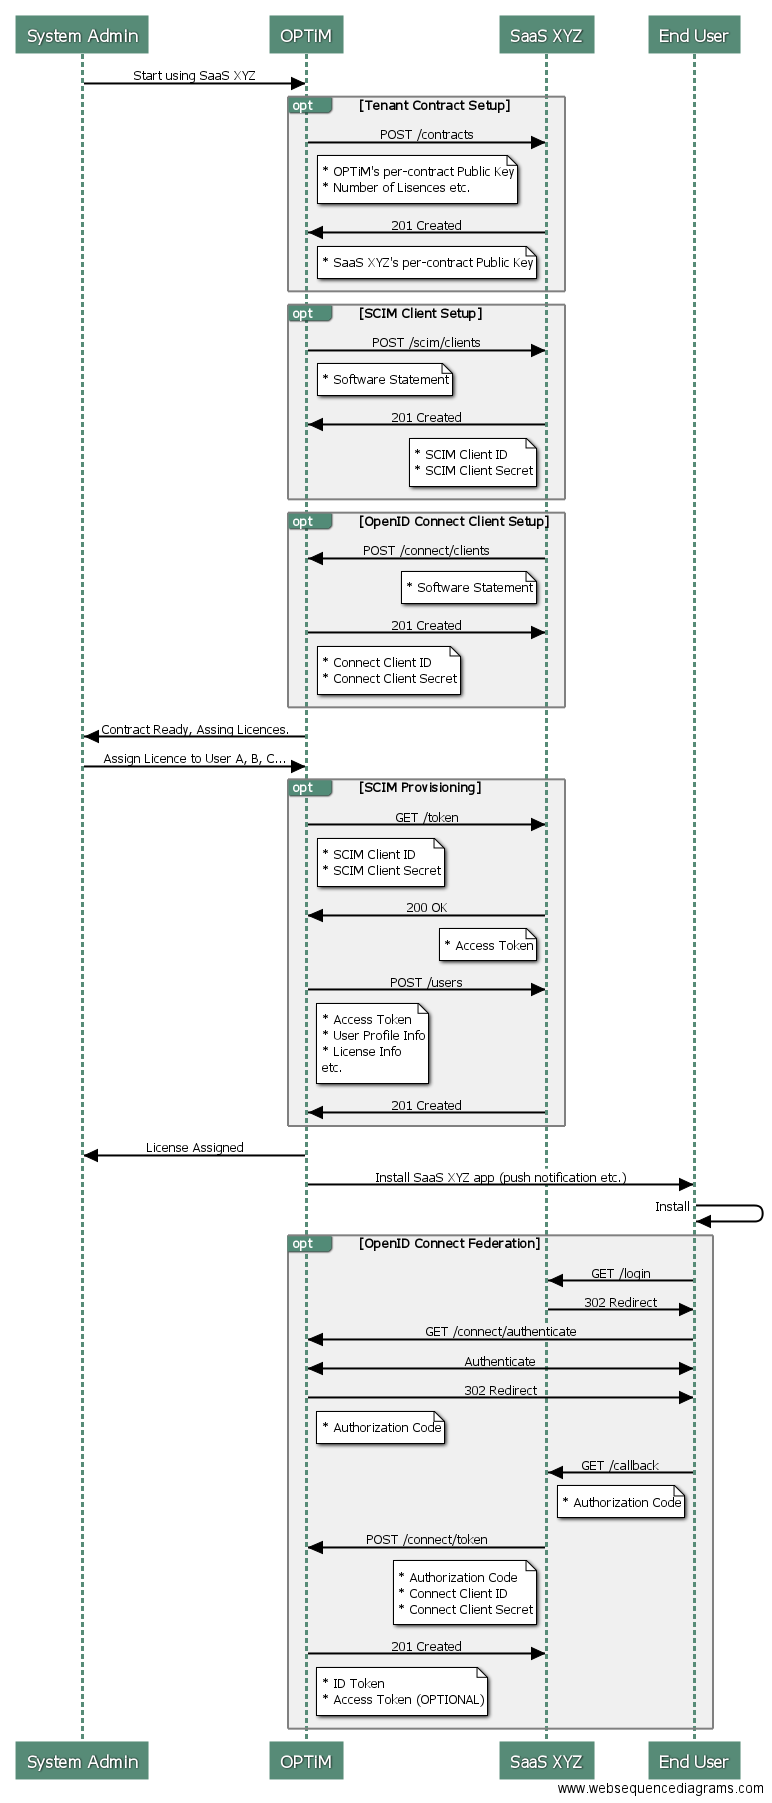 System AdmIn OPTiM SaaS XYZ End User
Start using SaaS XYZ
opt [Tenant Contract Setup]
POST /contracts
* OPTiM's per-contract Public Key
* Number of Lisences etc.
201 Created
* SaaS XYZ's per-contract Public Key
opt [SCIM Client Setup]
POST /scim/clients
* Software Statement
201 Created
* SCIM Client ID
* SCIM Client Secret
opt [OpenID Connect Client Setup]
POST /connect/clients
* Software Statement
201 Created
* Connect Client ID
* Connect Client Secret
Contract Ready, Assing Licences.
Assign Licence to User A, B, C...
opt [SCIM Provisioning]
GET /token
* SCIM Client ID
* SCIM Client Secret
200 OK
* Access Token
POST /users
* Access Token
* User Profile Info
* License Info
etc.
201 Created
License Assigned
Install SaaS XYZ app (push notification etc.)
Install
opt [OpenID Connect Federation]
GET /login
302 Redirect
GET /connect/authenticate
Authenticate
302 Redirect
* Authorization Code
GET /callback
* Authorization Code
POST /connect/token
* Authorization Code
* Connect Client ID
* Connect Client Secret
201 Created
* ID Token
* Access Token (OPTIONAL)
System AdmIn OPTiM SaaS XYZ End User
www.websequencediagrams.com